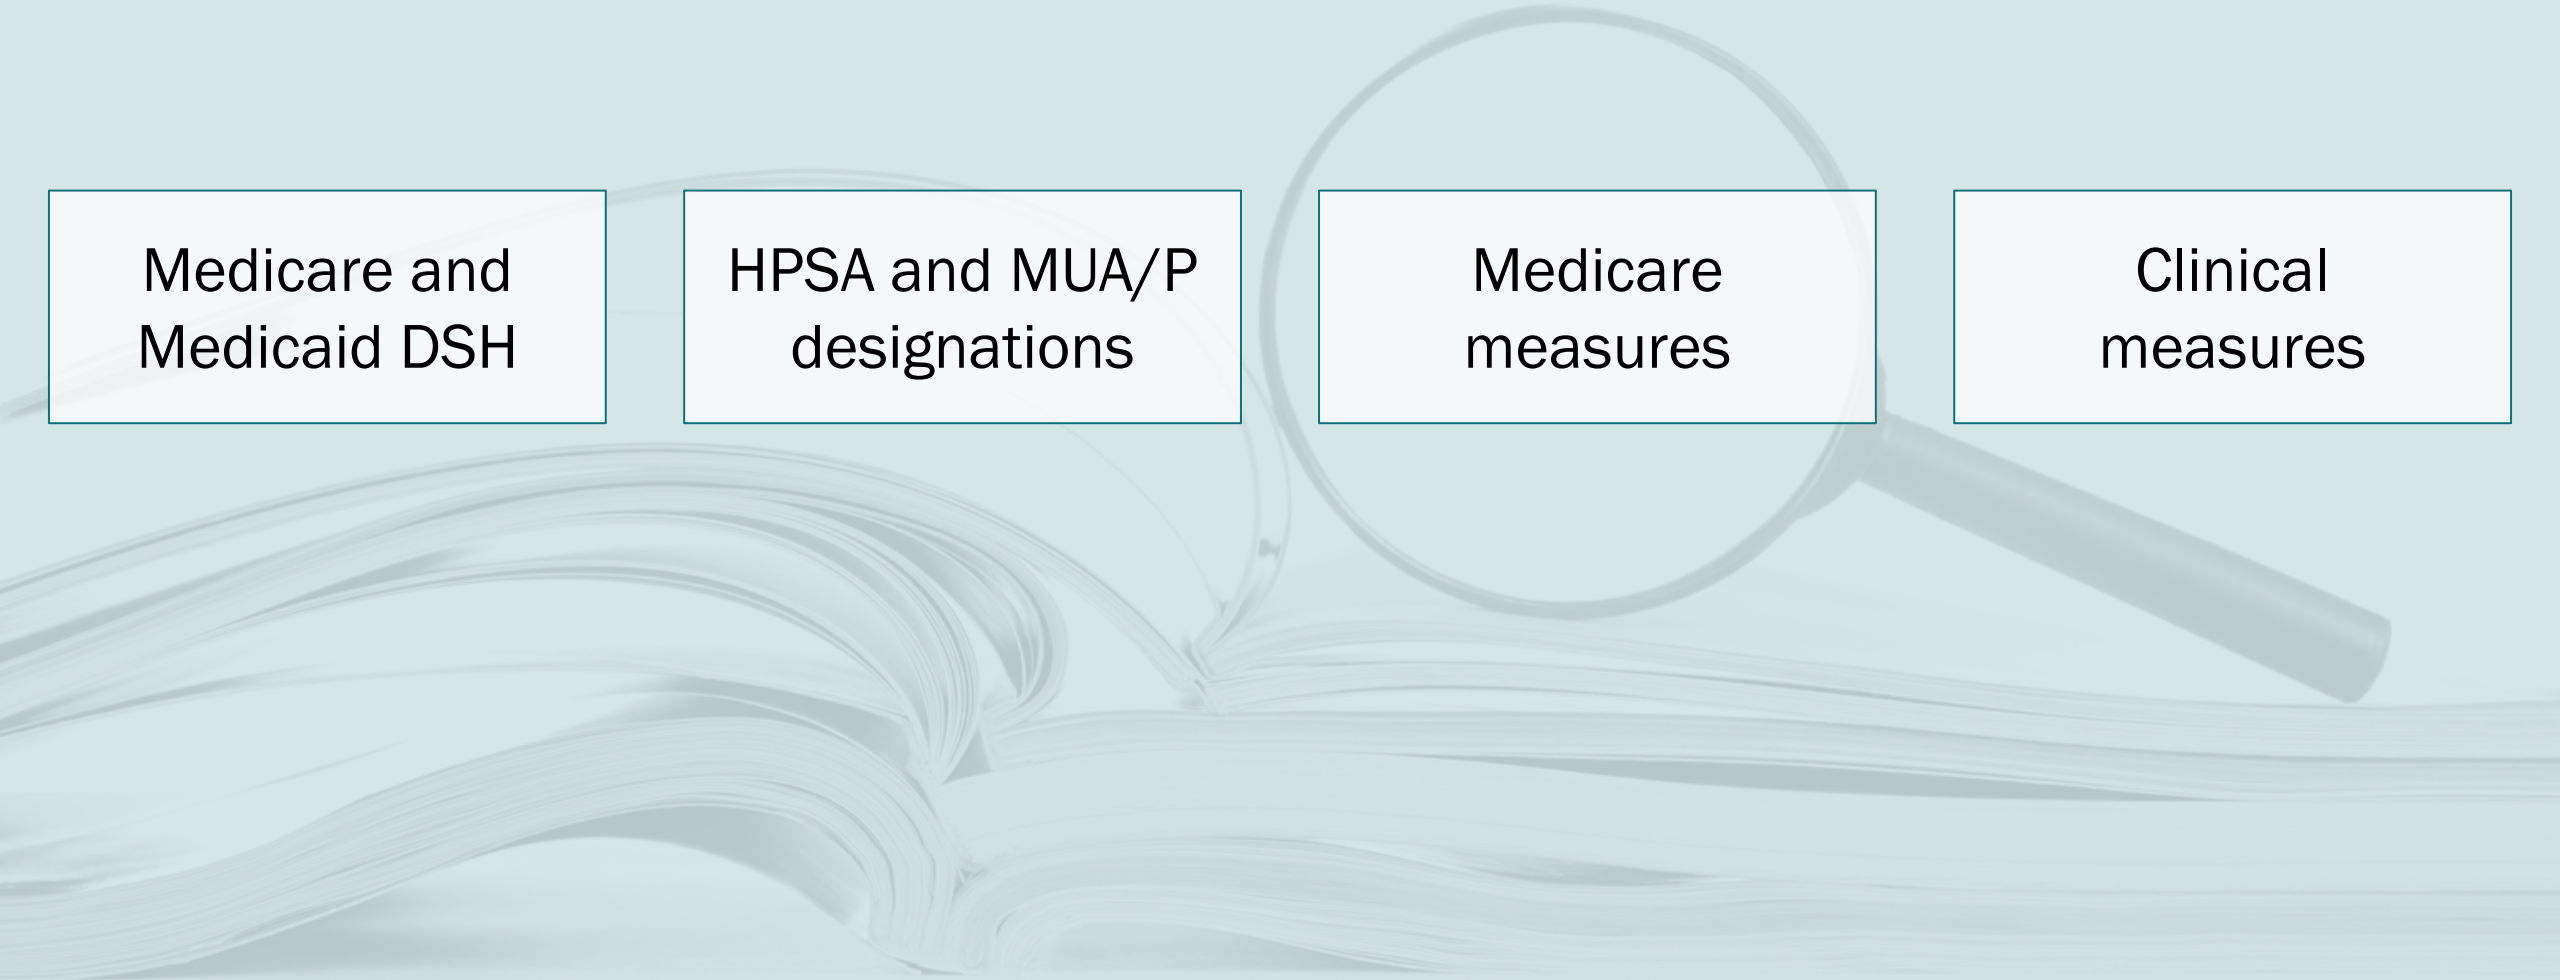 Medicare and
Medicaid DSH
HPSA and MUA/P
designations
Medicare
measures
Clinical
measures